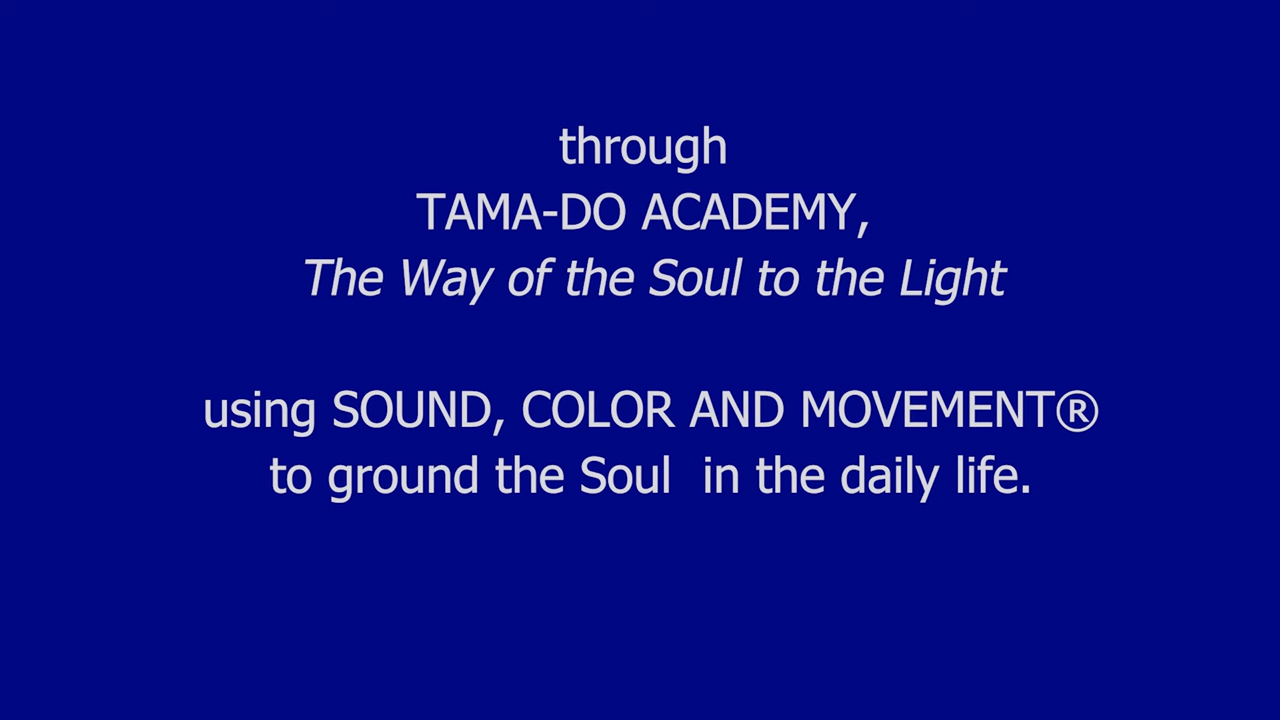 through
TAMA-DO ACADEMY,
The Way of the Soul to the Light
using SOUND, COLOR AND MOVEMENT®
to ground the Soul  in the daily life.